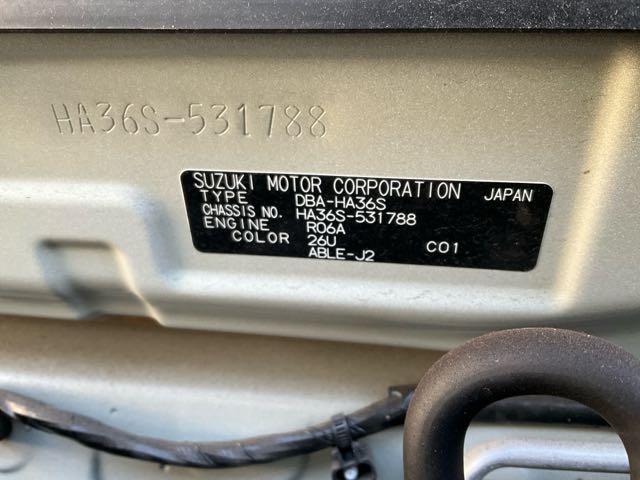 HA36S-531788
SUZUKI MOTOR CORPORATION JAPAN
TYPE DBA-HA36S
CHASSIS NO. HA36S-531788
ENGINE R06A
COLOR 26U C01
ABLE-J2